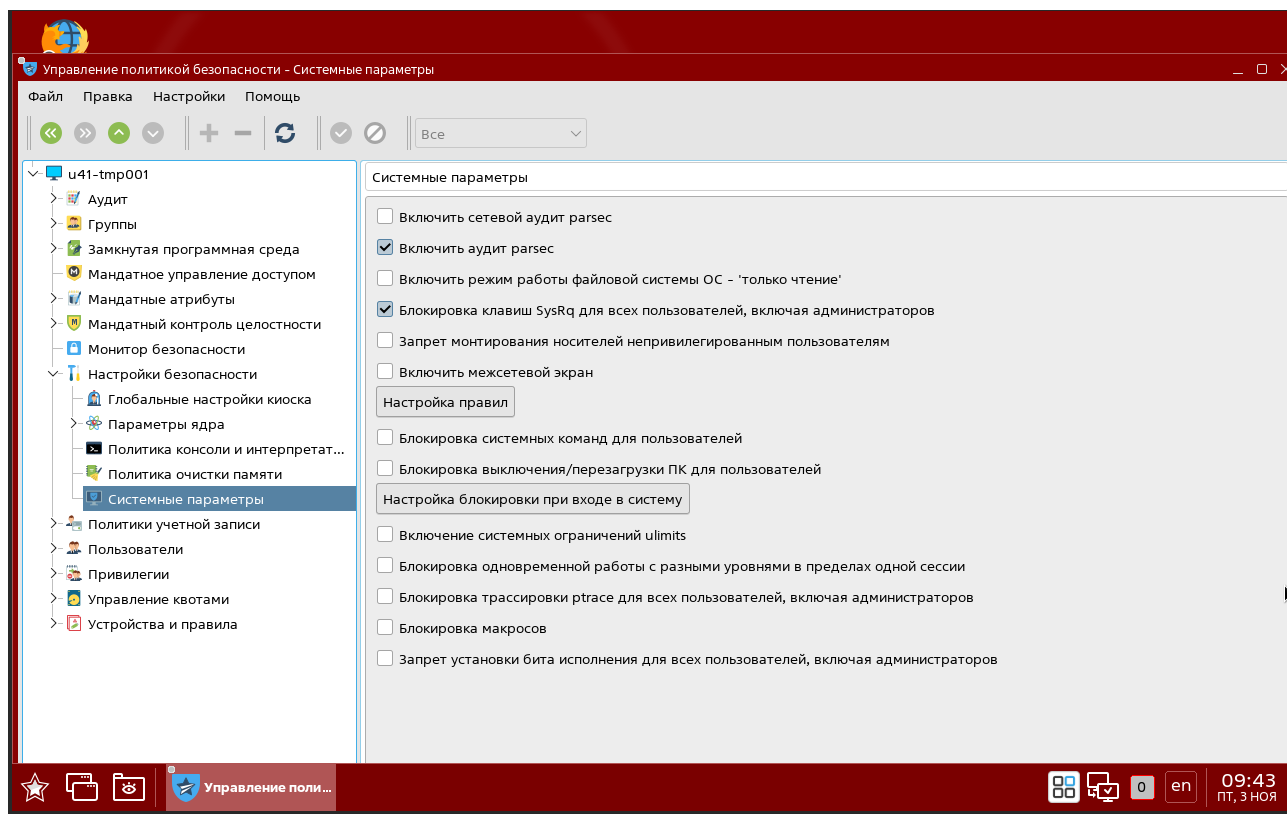 Управление политикой безопасности - Системные параметры
Файл Правка Настройки Помощь
Все
u41-tmp001
Аудит
Группы
Замкнутая программная среда
Мандатное управление доступом
Мандатные атрибуты
Мандатный контроль целостности
Монитор безопасности
Настройки безопасности
Глобальные настройки киоска
Параметры ядра
Политика консоли и интерпретат...
Политика очистки памяти
Системные параметры
Политики учетной записи
Пользователи
Привилегии
Управление квотами
Устройства и правила
Системные параметры
Включить сетевой аудит parsec
Включить аудит parsec
Включить режим работы файловой системы ОС - 'только чтение'
Блокировка клавиш SysRq для всех пользователей, включая администраторов
Запрет монтирования носителей непривилегированным пользователям
Включить межсетевой экран
Настройка правил
Блокировка системных команд для пользователей
Блокировка выключения/перезагрузки ПК для пользователей
Настройка блокировки при входе в систему
Включение системных ограничений ulimits
Блокировка одновременной работы с разными уровнями в пределах одной сессии
Блокировка трассировки ptrace для всех пользователей, включая администраторов
Блокировка макросов
Запрет установки бита исполнения для всех пользователей, включая администраторов
Управление поли...
0
en
09:43
ПТ, 3 НОЯ